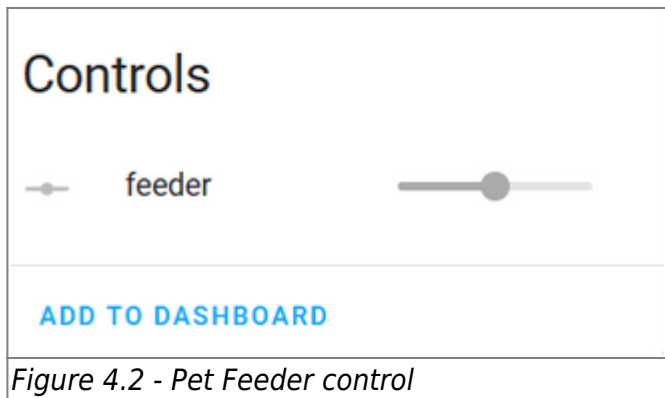 Controls
feeder
ADD TO DASHBOARD
Figure 4.2 - Pet Feeder control